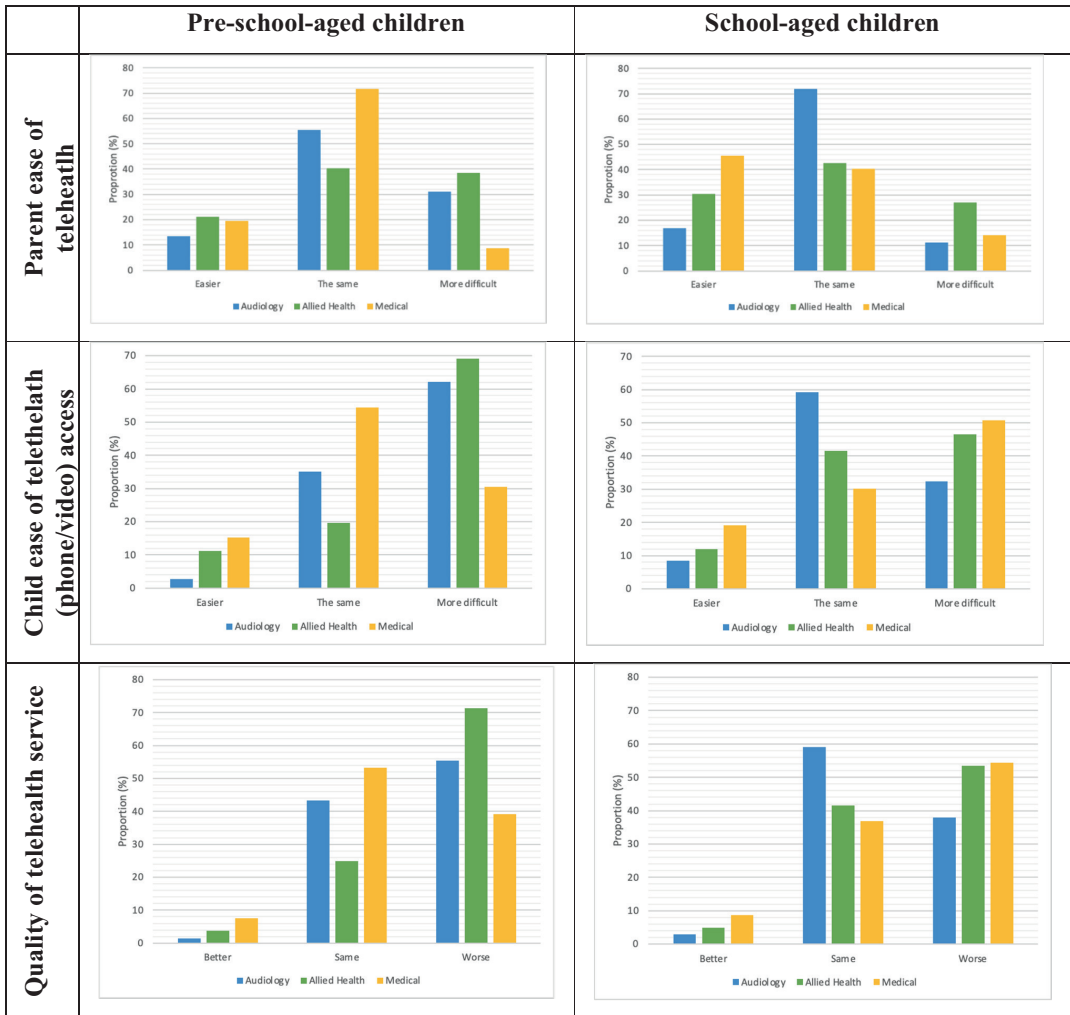 Pre-school-aged children
School-aged children
Parent ease of
teleheatlh
80
70
60
50
40
30
20
10
0
Proprotion (%)
Easier
The same
More difficult
Audiology
Allied Health
Medical
80
70
60
50
40
30
20
10
0
Proportion (%)
Easier
The same
More difficult
Audiology
Allied Health
Medical
Child ease of telethelath
(phone/video) access
70
60
50
40
30
20
10
0
Proportion (%)
Easier
The same
More difficult
Audiology
Allied Health
Medical
70
60
50
40
30
20
10
0
Proportion (%)
Easier
The same
More difficult
Audiology
Allied Health
Medical
Quality of telehealth service
80
70
60
50
40
30
20
10
0
Proportion (%)
Better
Same
Worse
Audiology
Allied Health
Medical
80
70
60
50
40
30
20
10
0
Proportion (%)
Better
Same
Worse
Audiology
Allied Health
Medical